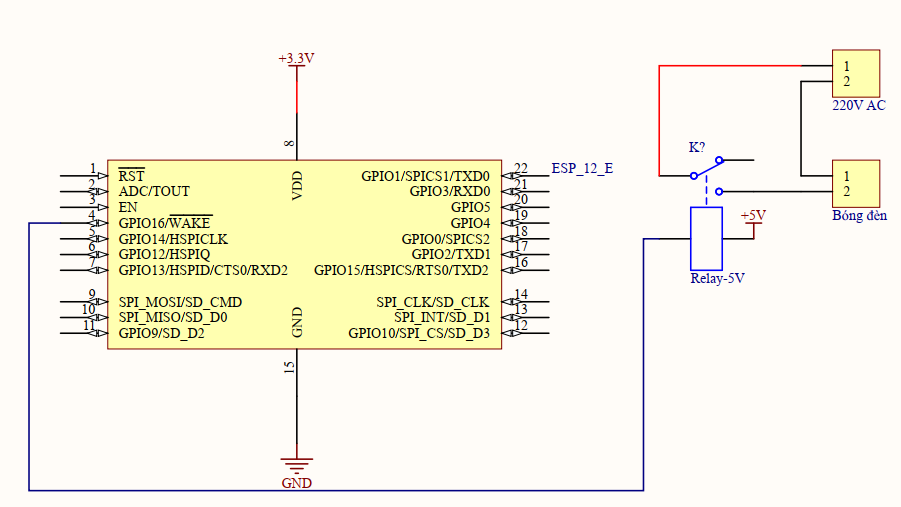 +3.3V
8
VDD
1 RST
2 ADC/TOUT
3 EN
4 GPIO16/WAKE
5 GPIO14/HSPICLK
6 GPIO12/HSPIQ
7 GPIO13/HSPID/CTS0/RXD2
9 SPI_MOSI/SD_CMD
10 SPI_MISO/SD_D0
11 GPIO9/SD_D2
GPIO1/SPICS1/TXD0 22
GPIO3/RXD0 21
GPIO5 20
GPIO4 19
GPIO0/SPICS2 18
GPIO2/TXD1 17
GPIO15/HSPICS/RTS0/TXD2 16
SPI_CLK/SD_CLK 14
SPI_INT/SD_D1 13
GPIO10/SPI_CS/SD_D3 12
ESP_12_E
GND
15
GND
K?
+5V
Relay-5V
1
2
220V AC
1
2
Bóng đèn